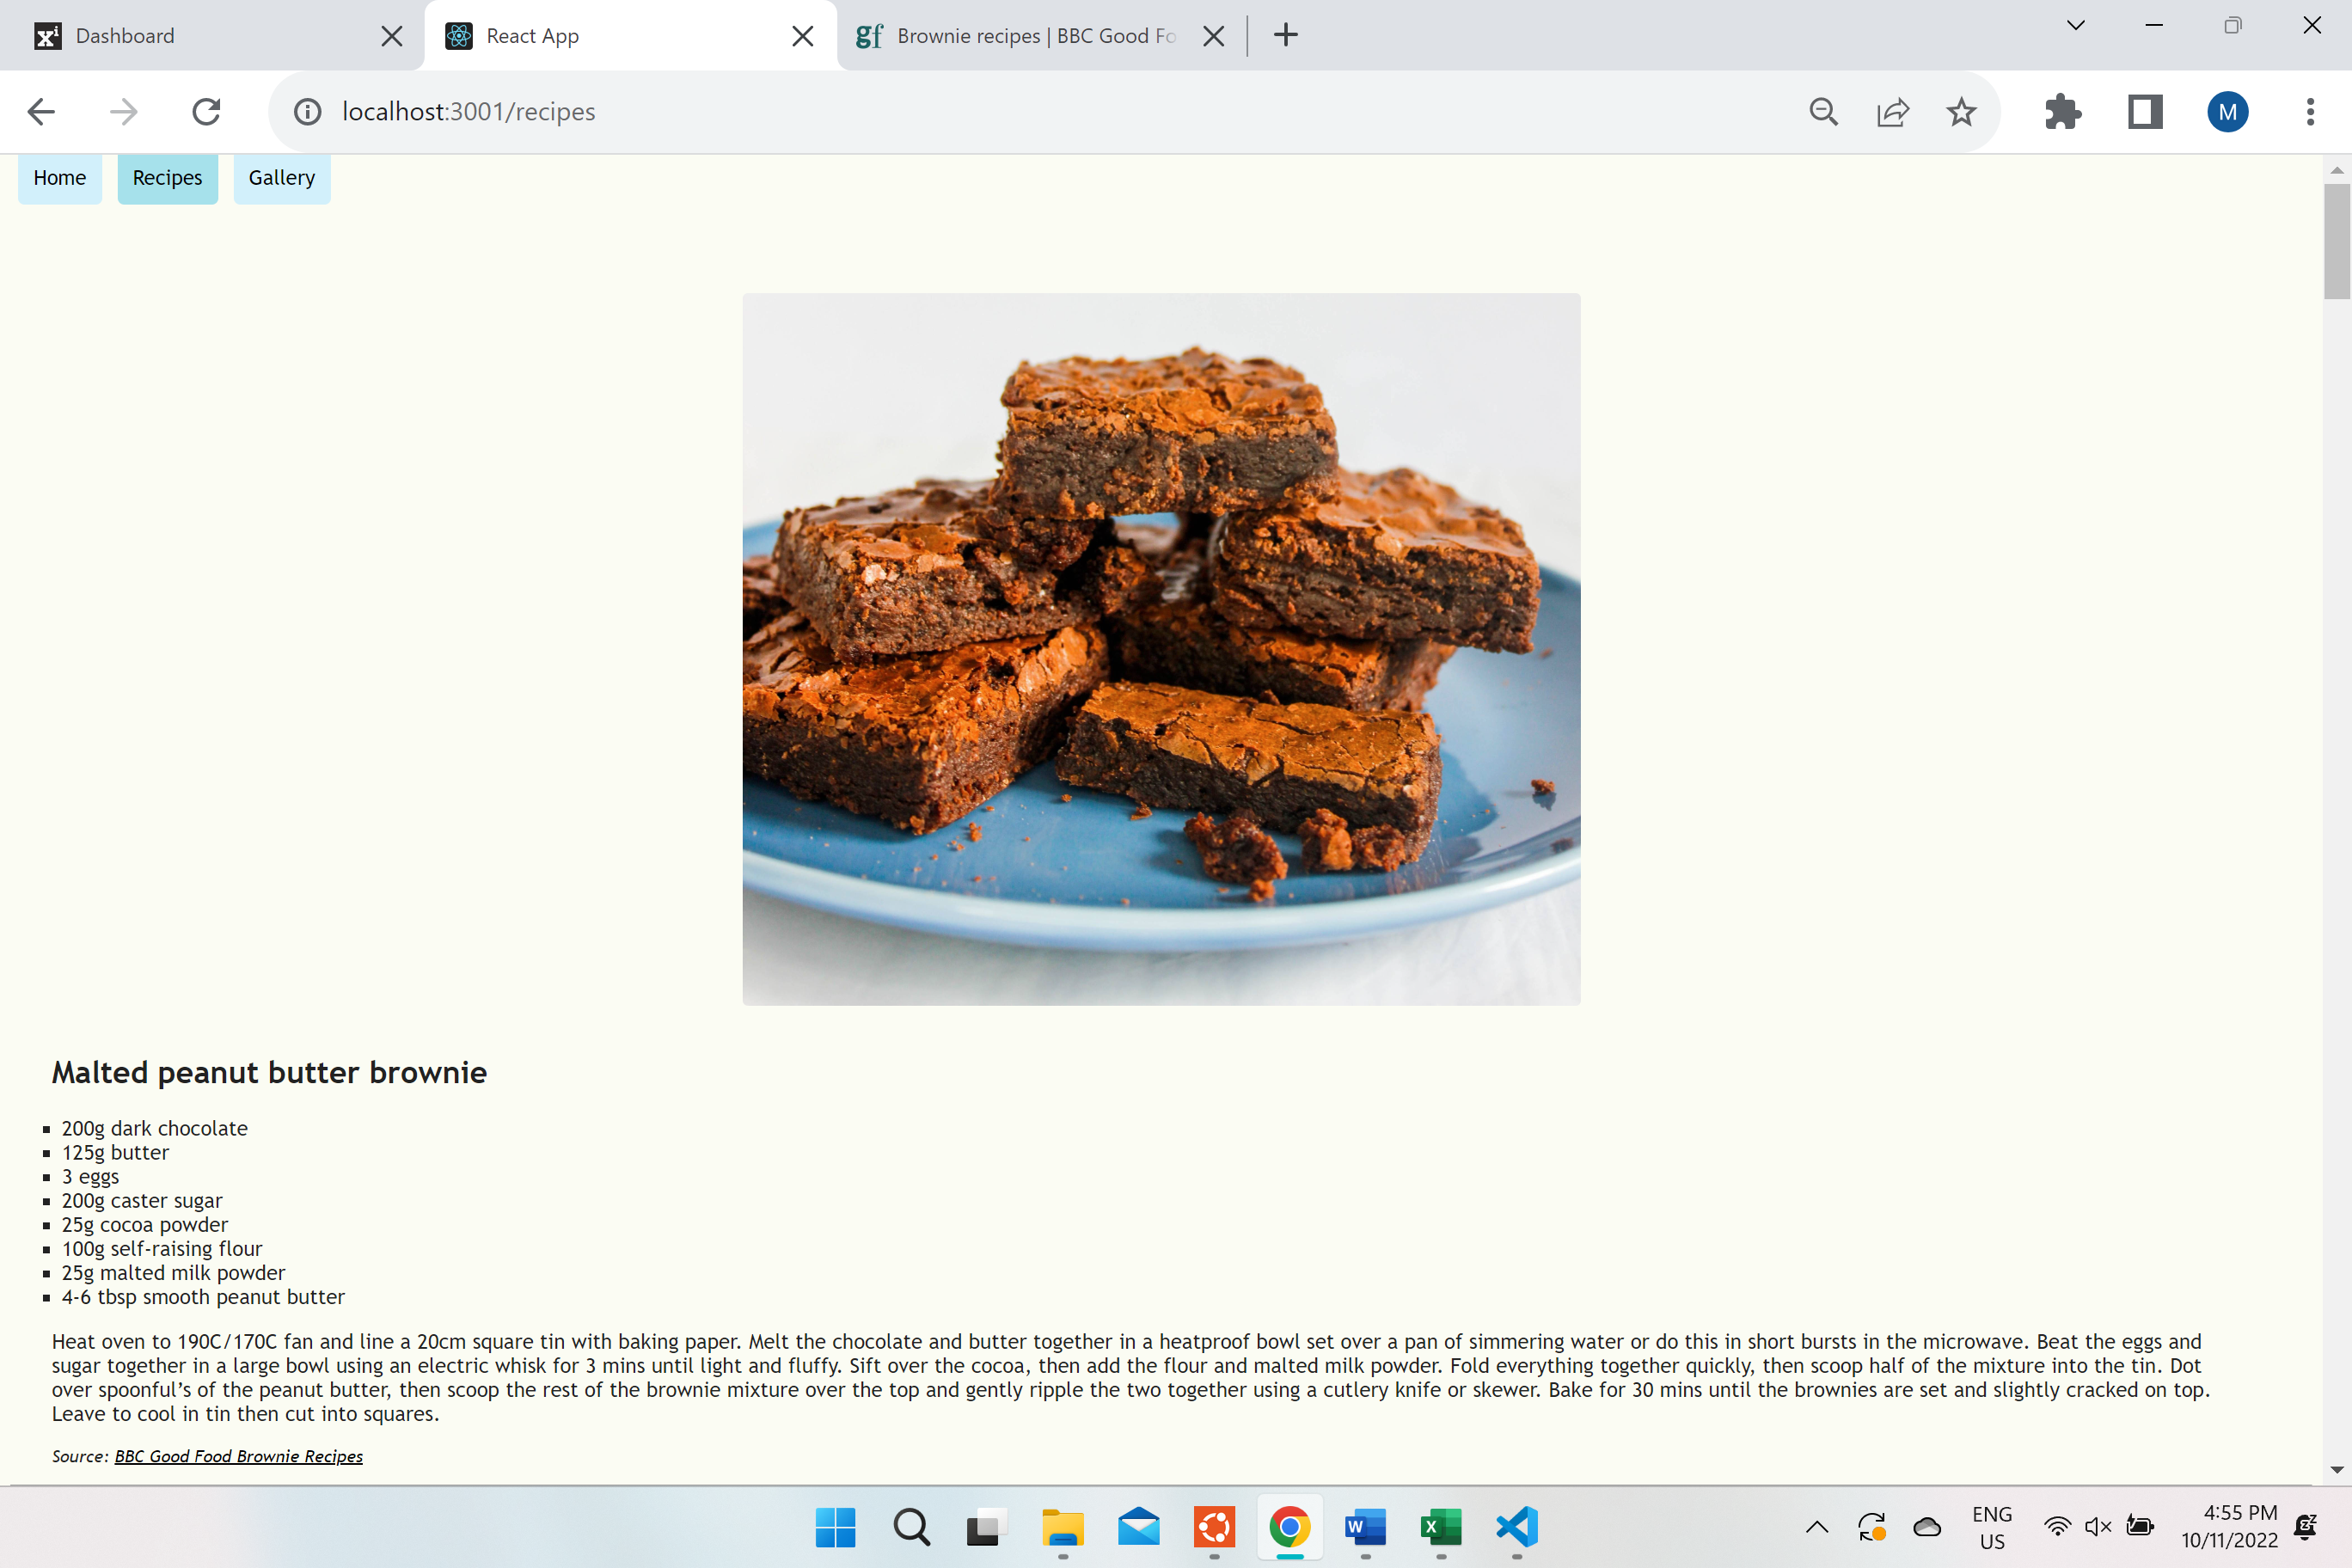 Dashboard
React App
gf Brownie recipes | BBC Good Fo
localhost:3001/recipes
M
Home Recipes Gallery
Malted peanut butter brownie
200g dark chocolate
125g butter
3 eggs
200g caster sugar
25g cocoa powder
100g self-raising flour
25g malted milk powder
4-6 tbsp smooth peanut butter
Heat oven to 190C/170C fan and line a 20cm square tin with baking paper. Melt the chocolate and butter together in a heatproof bowl set over a pan of simmering water or do this in short bursts in the microwave. Beat the eggs and
sugar together in a large bowl using an electric whisk for 3 mins until light and fluffy. Sift over the cocoa, then add the flour and malted milk powder. Fold everything together quickly, then scoop half of the mixture into the tin. Dot
over spoonful’s of the peanut butter, then scoop the rest of the brownie mixture over the top and gently ripple the two together using a cutlery knife or skewer. Bake for 30 mins until the brownies are set and slightly cracked on top.
Leave to cool in tin then cut into squares.
Source: BBC Good Food Brownie Recipes
W
X
ENG
US
4:55 PM
10/11/2022